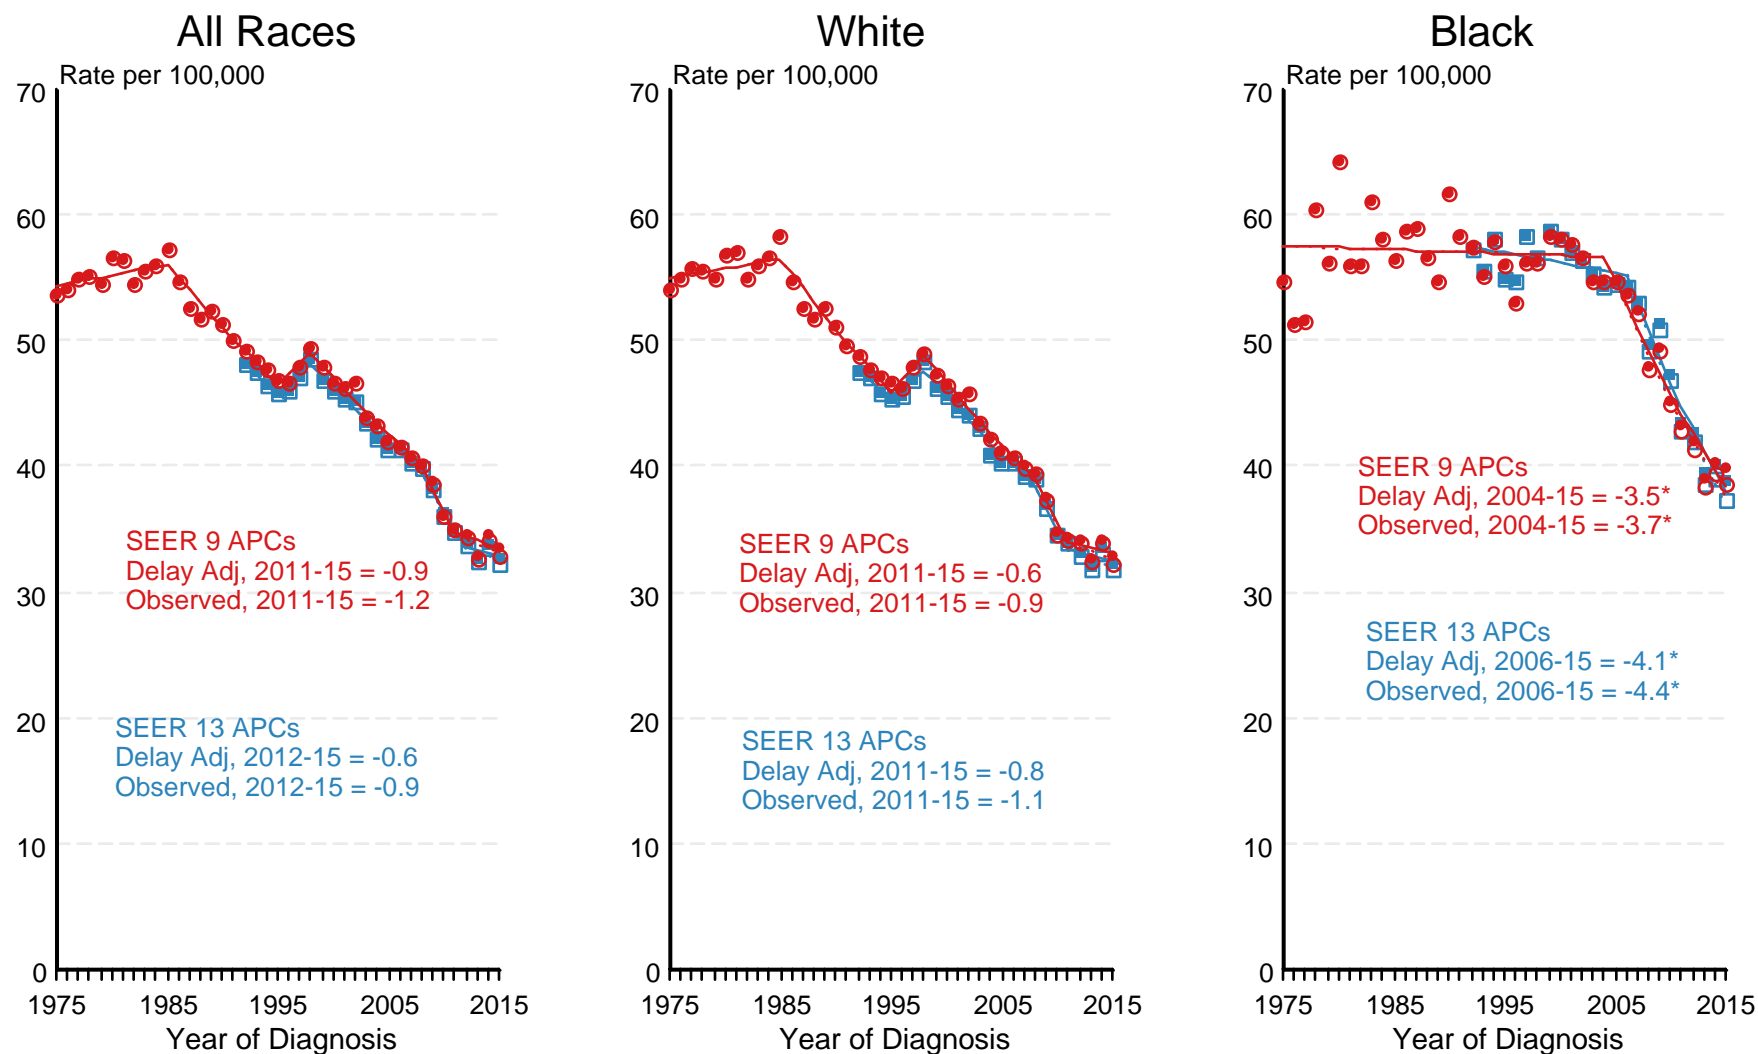 All Races
Rate per 100,000
70
60
50
40
30
20
10
0
SEER 9 APCs
Delay Adj, 2011-15 = -0.9
Observed, 2011-15 = -1.2
SEER 13 APCs
Delay Adj, 2012-15 = -0.6
Observed, 2012-15 = -0.9
1975 1985 1995 2005 2015
Year of Diagnosis
White
Rate per 100,000
70
60
50
40
30
20
10
0
SEER 9 APCs
Delay Adj, 2011-15 = -0.6
Observed, 2011-15 = -0.9
SEER 13 APCs
Delay Adj, 2011-15 = -0.8
Observed, 2011-15 = -1.1
1975 1985 1995 2005 2015
Year of Diagnosis
Black
Rate per 100,000
70
60
50
40
30
20
10
0
SEER 9 APCs
Delay Adj, 2004-15 = -3.5*
Observed, 2004-15 = -3.7*
SEER 13 APCs
Delay Adj, 2006-15 = -4.1*
Observed, 2006-15 = -4.4*
1975 1985 1995 2005 2015
Year of Diagnosis